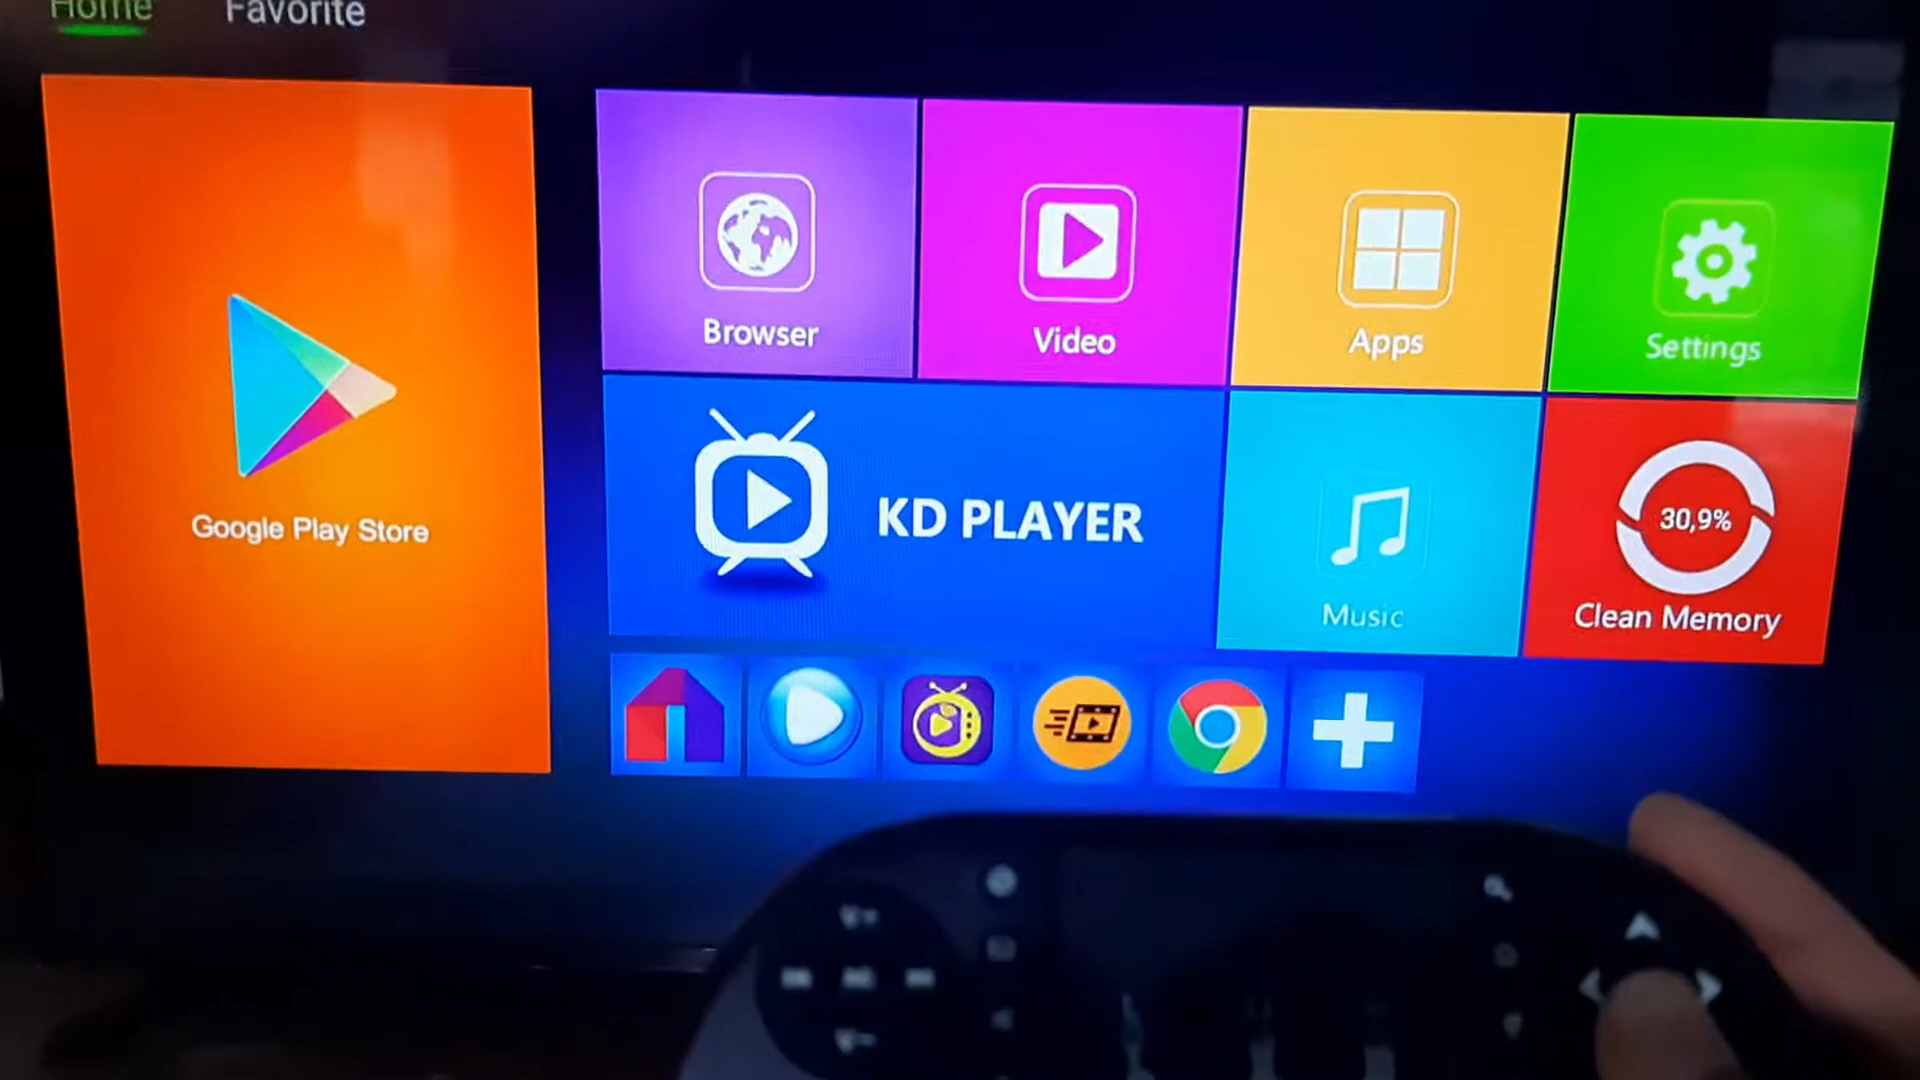 Home
Favorite
Browser
Video
Apps
Settings
Google Play Store
KD PLAYER
Music
30,9%
Clean Memory